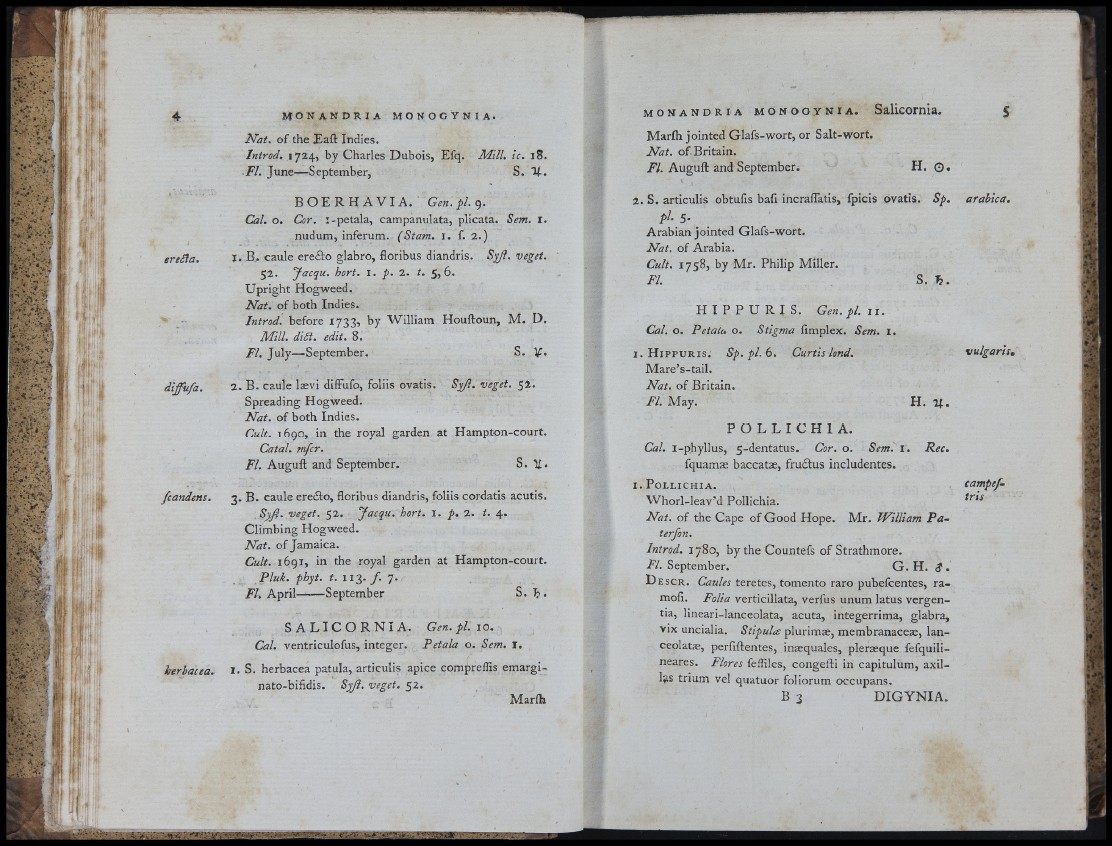 4 MONANDRIA MONOGYNIA.
Nat. of the Eaſt Indies.
Introd. 1724, by Charles Dubois, Eſq. Mill. ic. 18.
Fl. June—September, S. ♃.
BOERHAVIA. Gen. pl. 9.
Cal. 0. Cor. 1-petala, campanulata, plicata. Sem. 1.
nudum, inferum. (Stam. 1. ſ. 2.)
erecta. 1. B. caule erecto glabro, floribus diandris. Syſt. veget.
52. Jacqu. hort. 1. p. 2. t. 5, 6.
Upright Hogweed.
Nat. of both Indies.
Introd. before 1733, by William Houſtoun, M. D.
Mill. dict. edit. 8.
Fl. July—September. S. ♃.
diffuſa. 2. B. caule lævi diffuſo, foliis ovatis. Syſt. veget. 52.
Spreading Hogweed.
Nat. of both Indies.
Cult. 1690, in the royal garden at Hampton-court.
Catal. mſcr.
Fl. Auguſt and September. S. ♃.
ſcandens. 3. B. caule erecto, floribus diandris, foliis cordatis acutis.
Syſt. veget. 52. Jacqu. hort. 1. p. 2. t. 4.
Climbing Hogweed.
Nat. of Jamaica.
Cult. 1691, in the royal garden at Hampton-court.
Pluk. phyt. t. 113. f. 7.
Fl. April——September S. ♄.
SALICORNIA. Gen. pl. 10.
Cal. ventriculoſus, integer. Petala 0. Sem. 1.
herbacea. 1. S. herbacea patula, articulis apice compreſſis emargi-
nato-bifidis. Syſt. veget. 52.
Marſh
MONANDRIA MONOGYNIA. Salicornia. 5
Marſh jointed Glaſs-wort, or Salt-wort.
Nat. of Britain.
Fl. Auguſt and September. H. ☉.
2. S. articulis obtuſis baſi incraſſatis, ſpicis ovatis. Sp. arabica.
pl. 5.
Arabian jointed Glaſs-wort.
Nat. of Arabia.
Cult. 1758, by Mr. Philip Miller.
Fl. S. ♄.
HIPPURIS. Gen. pl. 11.
Cal. 0. Petala 0. Stigma ſimplex. Sem. 1.
1. HIPPURIS. Sp. pl. 6. Curtis lond. vulgaris.
Mare's-tail.
Nat. of Britain.
Fl. May. H. ♃.
POLLICHIA.
Cal. 1-phyllus, 5-dentatus. Cor. 0. Sem. 1. Rec.
ſquamæ baccatæ, fructus includentes.
1. POLLICHIA. campeſ-
Whorl-leav'd Pollichia. tris
Nat. of the Cape of Good Hope. Mr. William Pa-
terſon.
Introd. 1780, by the Counteſs of Strathmore.
Fl. September. G. H. ♂.
DESCR. Caules teretes, tomento raro pubeſcentes, ra-
moſi. Folia verticillata, verſus unum latus vergen-
tia, lineari-lanceolata, acuta, integerrima, glabra,
vix uncialia. Stipulæ plurimæ, membranaceæ, lan-
ceolatæ, perſiſtentes, inæquales, pleræque ſeſquili-
neares. Flores ſeſſiles, congeſti in capitulum, axil-
las trium vel quatuor foliorum occupans.
B 3 DIGYNIA.